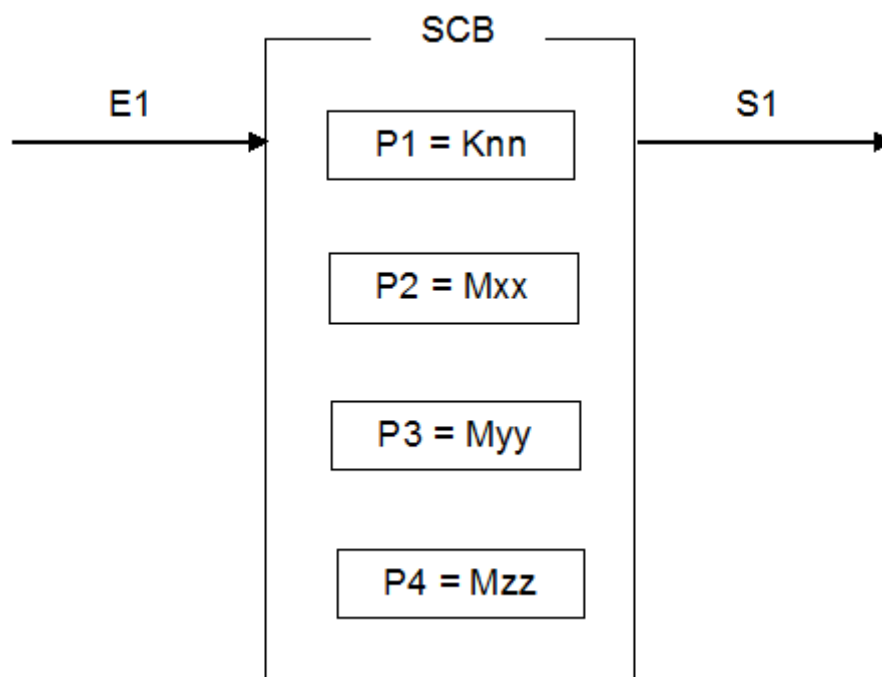 SCB
E1
S1
P1 = Knn
P2 = Mxx
P3 = Myy
P4 = Mzz